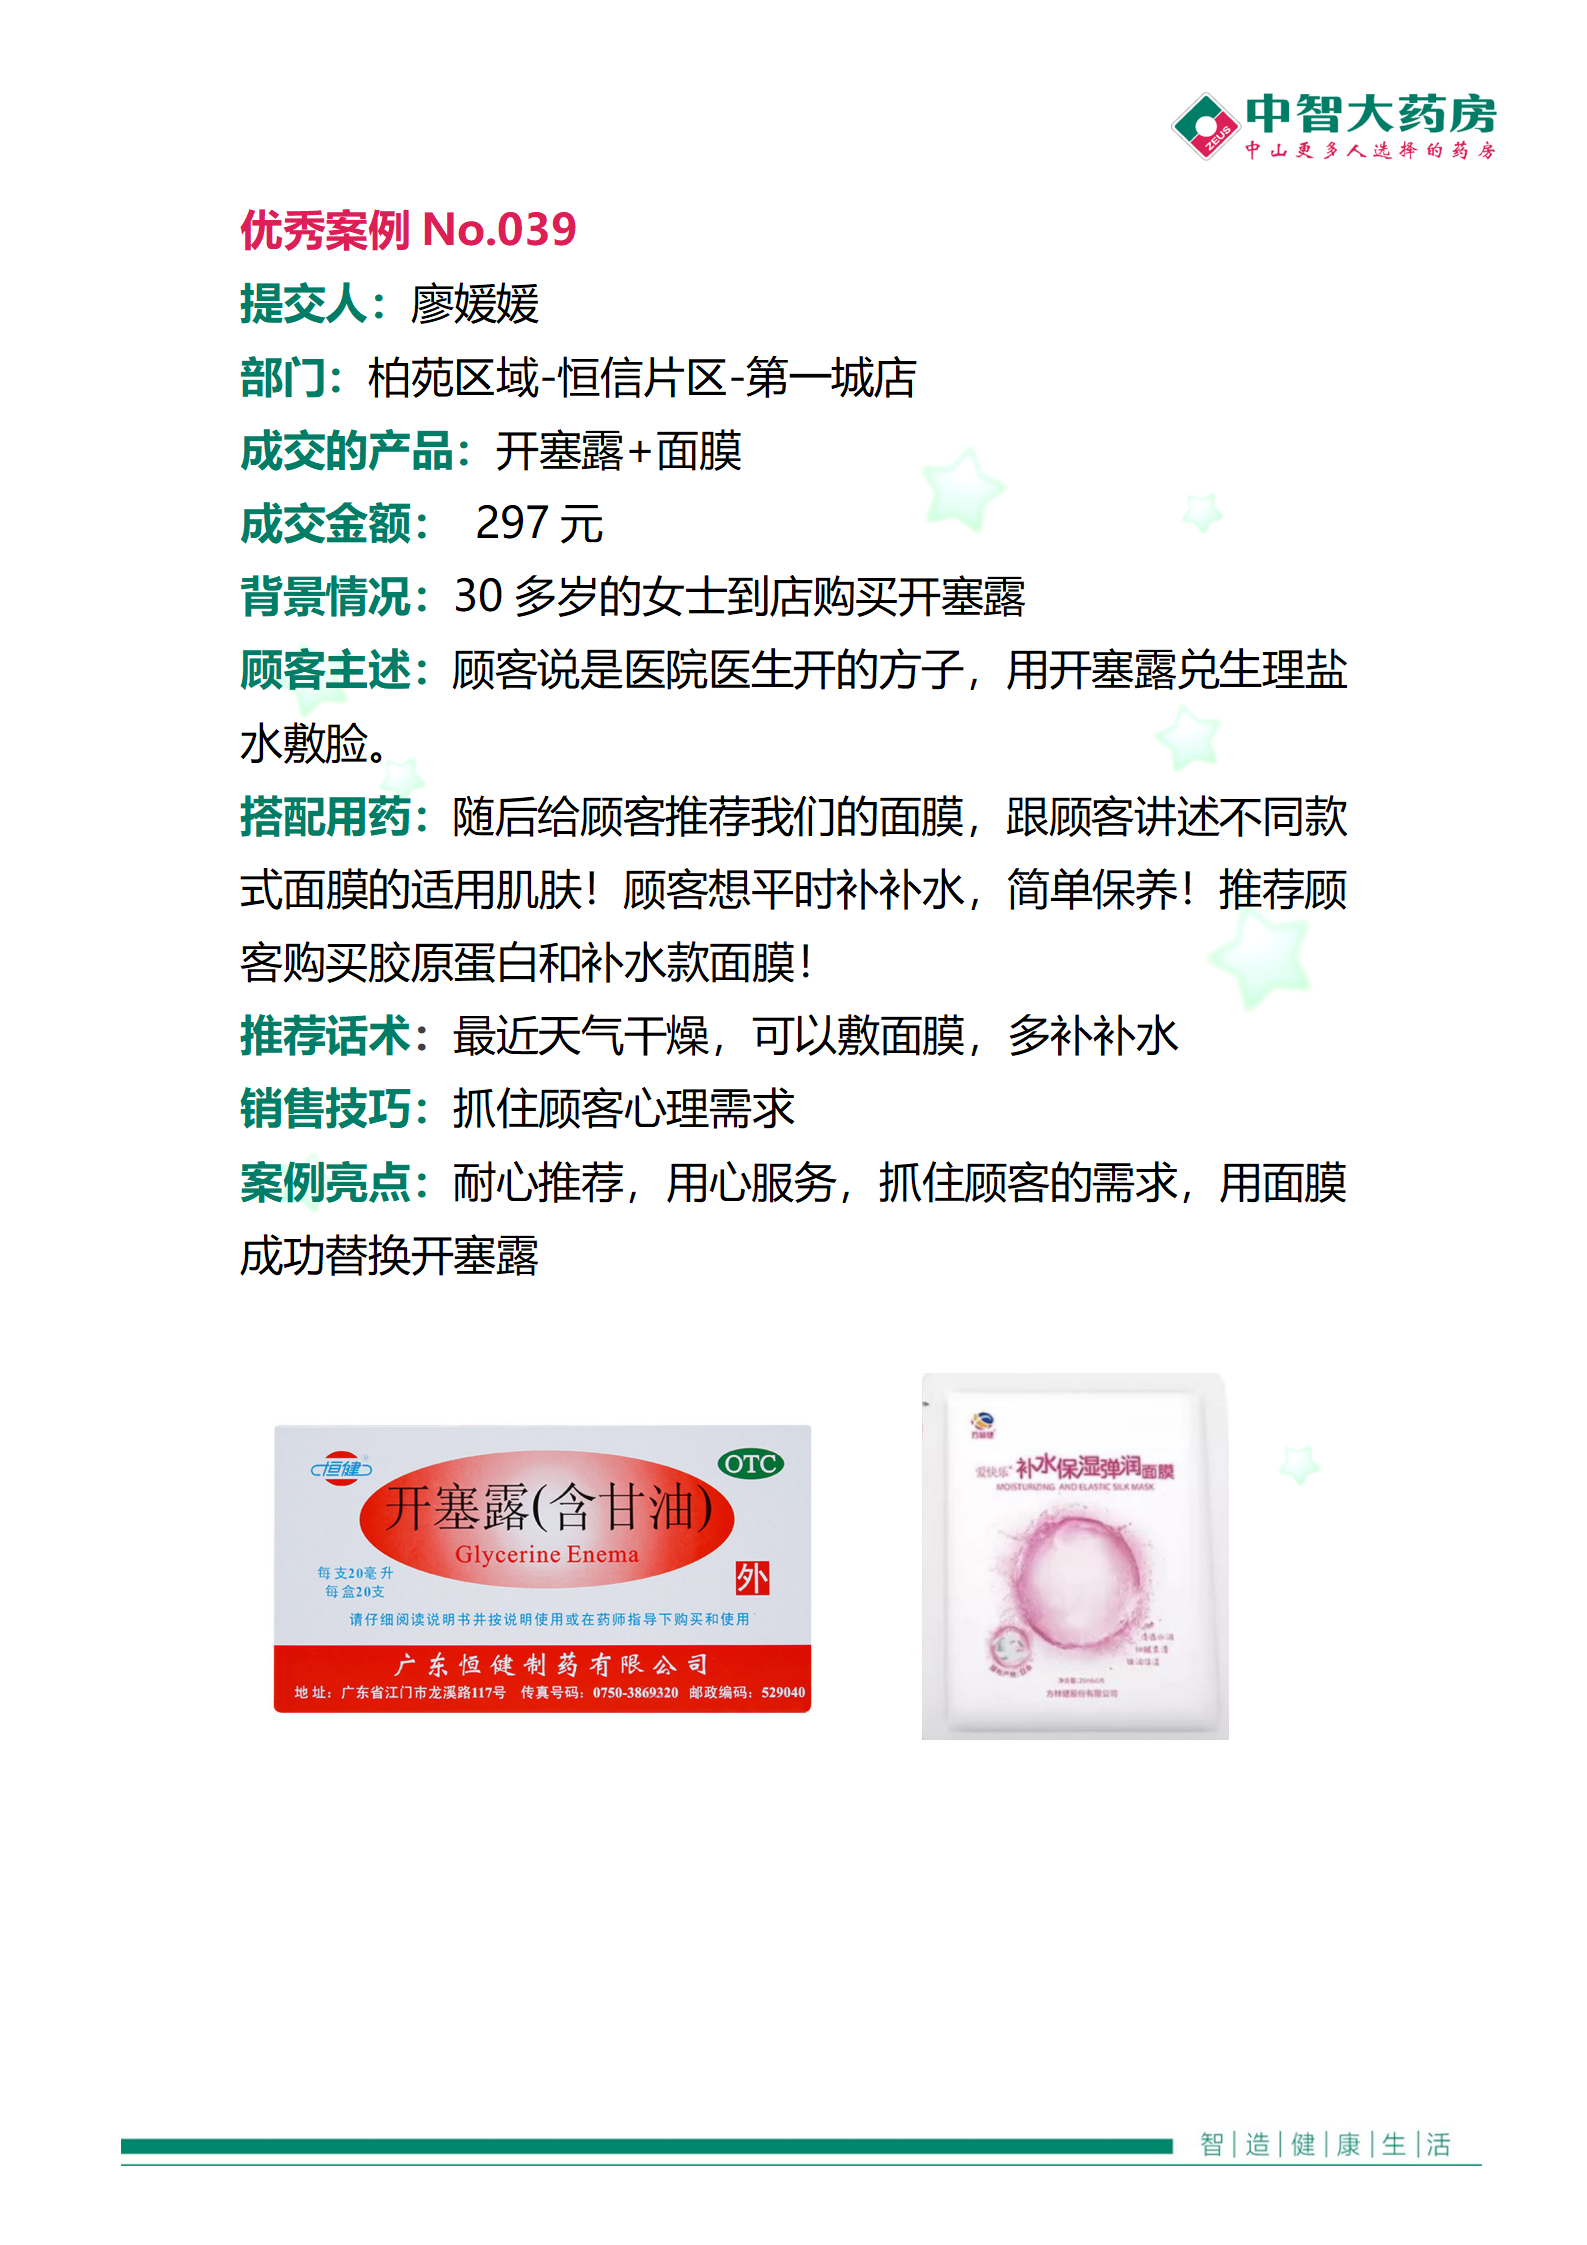 中智大药房
ZEUS
中山更多人选择的药房
优秀案例 No.039
提交人：廖媛媛
部门：柏苑区域-恒信片区-第一城店
成交的产品：开塞露+面膜
成交金额： 297 元
背景情况：30 多岁的女士到店购买开塞露
顾客主述：顾客说是医院医生开的方子，用开塞露兑生理盐
水敷脸。
搭配用药：随后给顾客推荐我们的面膜，跟顾客讲述不同款
式面膜的适用肌肤！顾客想平时补补水，简单保养！推荐顾
客购买胶原蛋白和补水款面膜！
推荐话术：最近天气干燥，可以敷面膜，多补补水
销售技巧：抓住顾客心理需求
案例亮点：耐心推荐，用心服务，抓住顾客的需求，用面膜
成功替换开塞露
恒健
OTC
开塞露(含甘油)
Glycerine Enema
每支20毫升
每盒20支
外
请仔细阅读说明书并按说明使用或在药师指导下购买和使用
广东恒健制药有限公司
地址：广东省江门市龙溪路117号 传真号码：0750-3869320 邮政编码：529040
方林健
爱快乐 补水保湿弹润面膜
MOISTURIZING AND ELASTIC SILK MASK
方林健股份有限公司
智|造|健|康|生|活